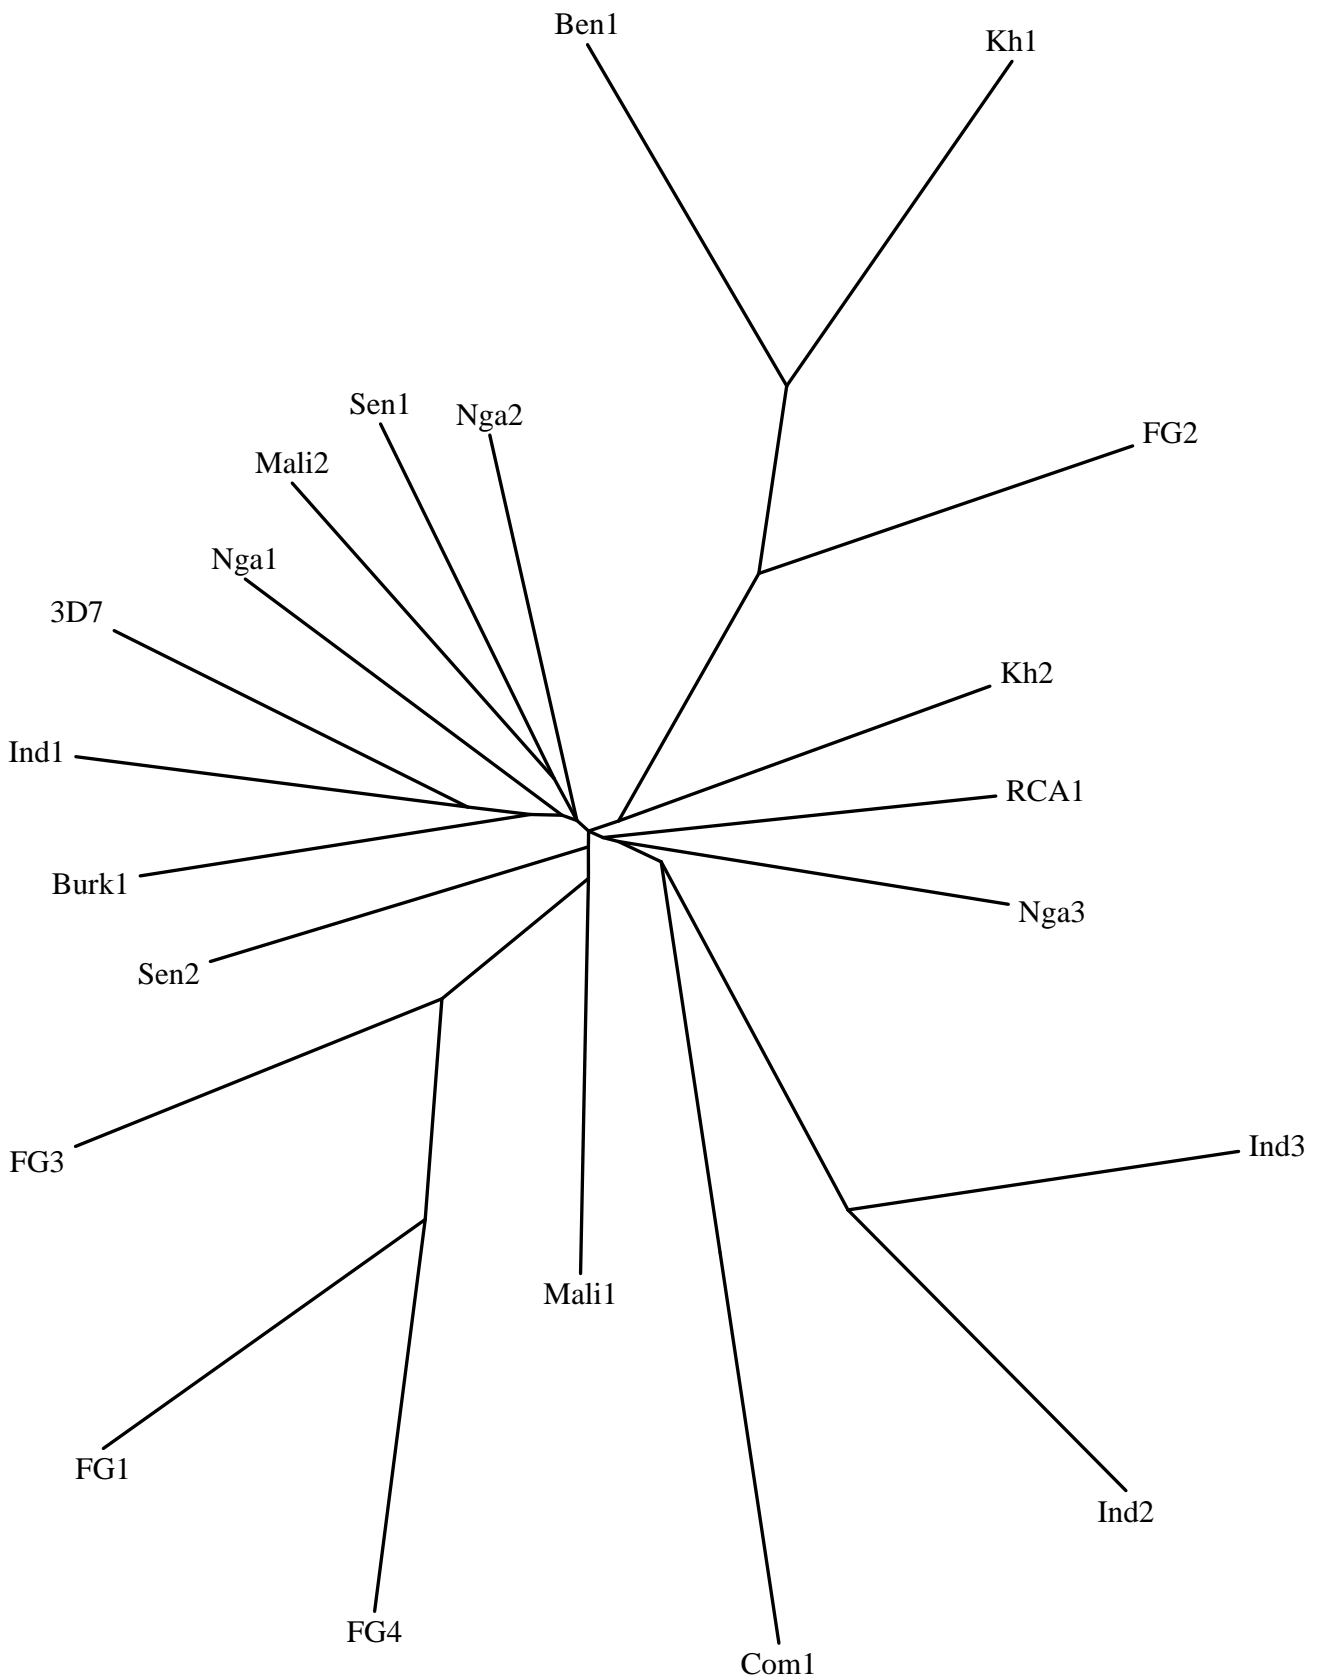 Ben1
Kh1
Sen1
Nga2
FG2
Mali2
Nga1
3D7
Kh2
Ind1
RCA1
Burk1
Nga3
Sen2
Ind3
FG3
Mali1
FG1
Ind2
FG4
Com1